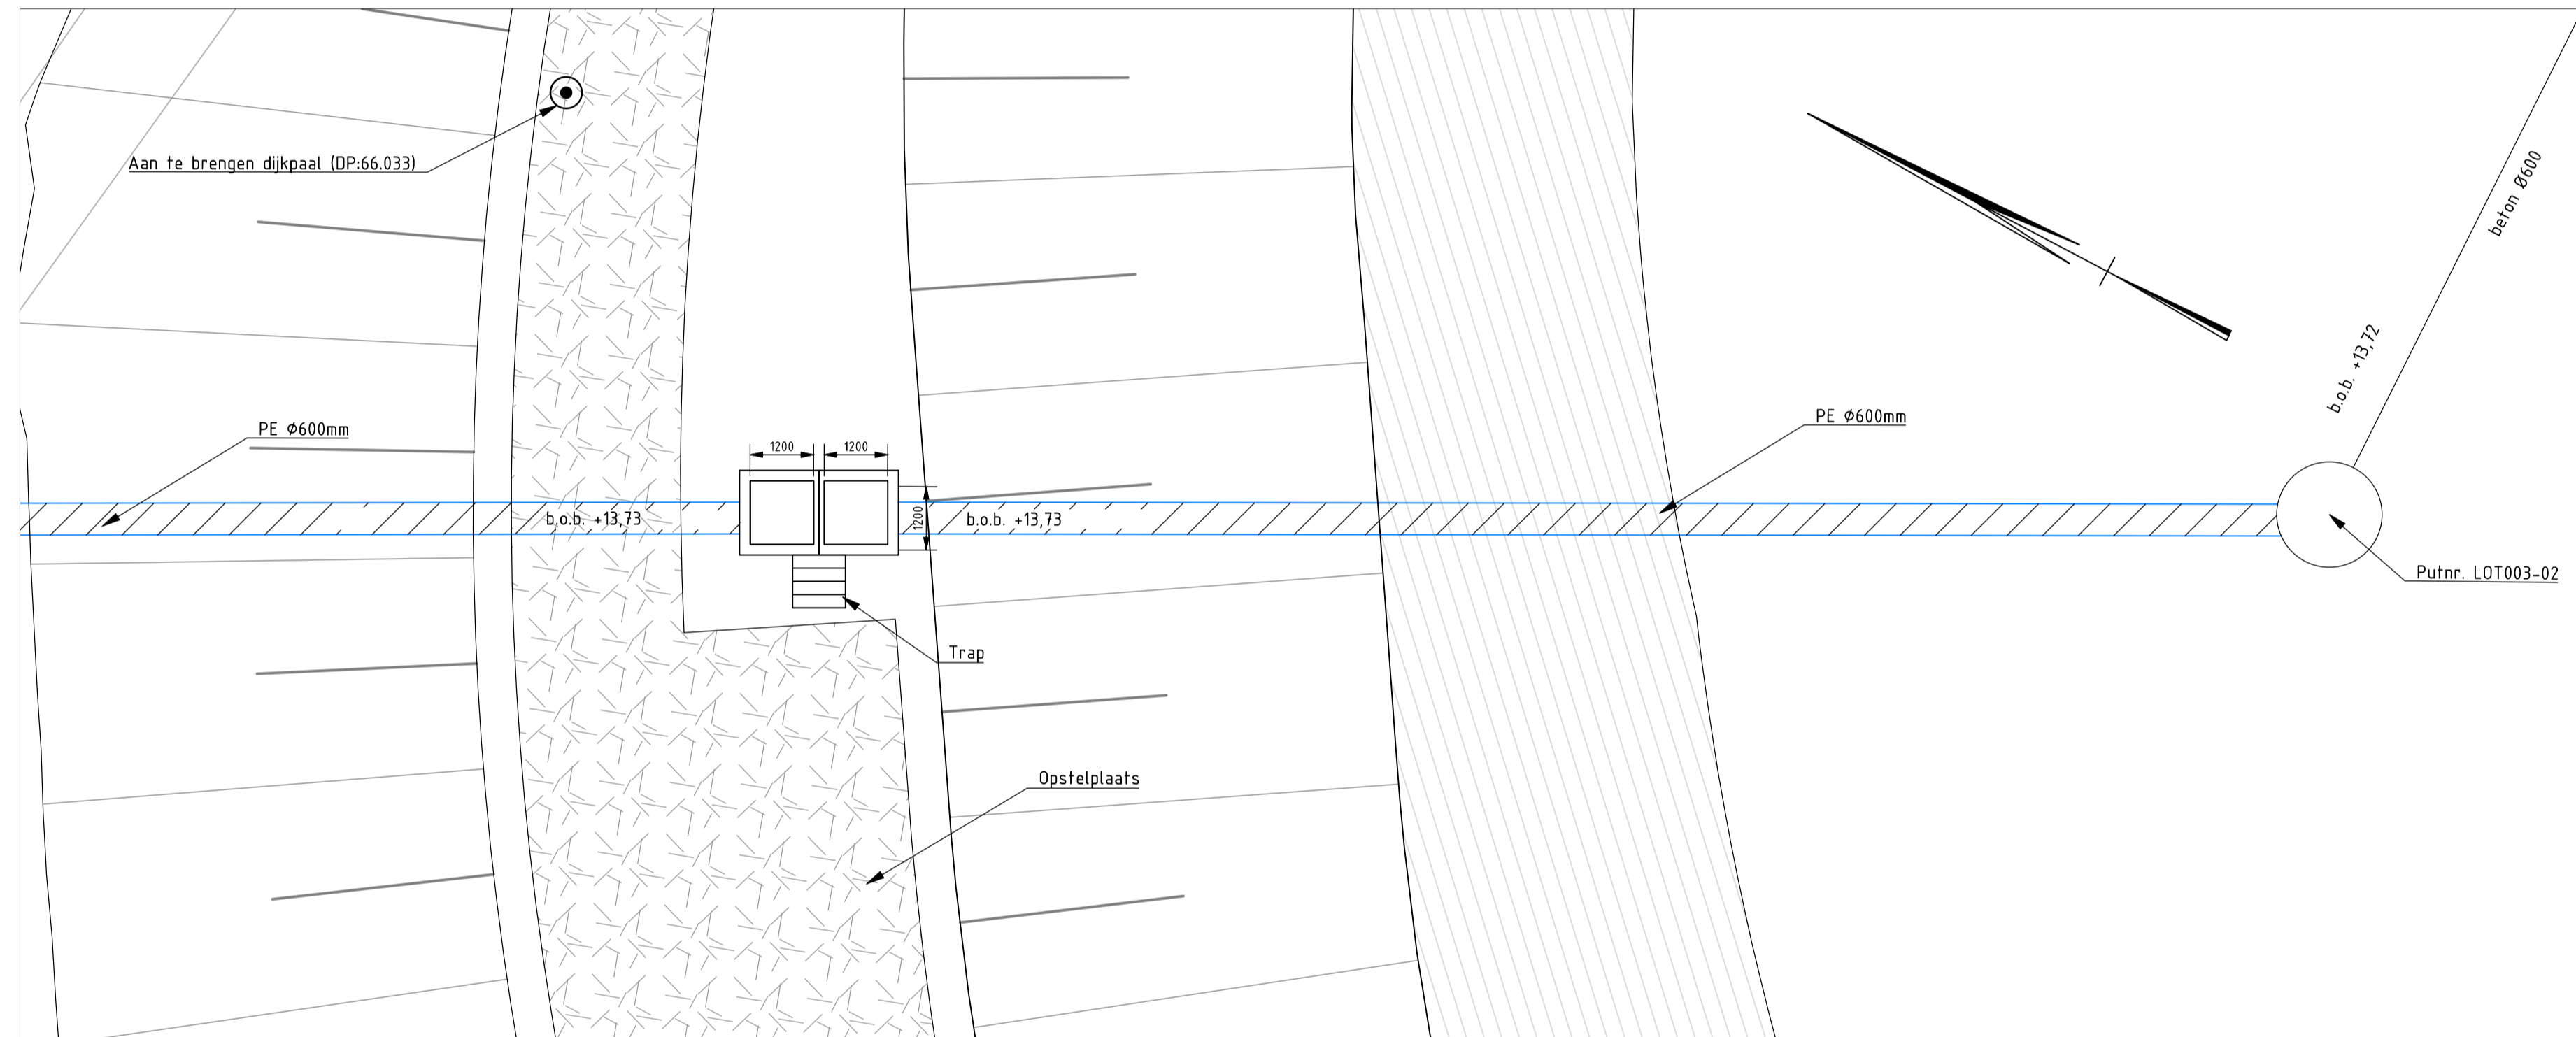 Aan te brengen dijkpaal (DP:66.033)
beton Ø600
b.o.b. +13,72
PE Ø600mm
PE Ø600mm
1200
1200
1200
b.o.b. +13,73
b.o.b. +13,73
Putnr. LOT003-02
Trap
Opstelplaats